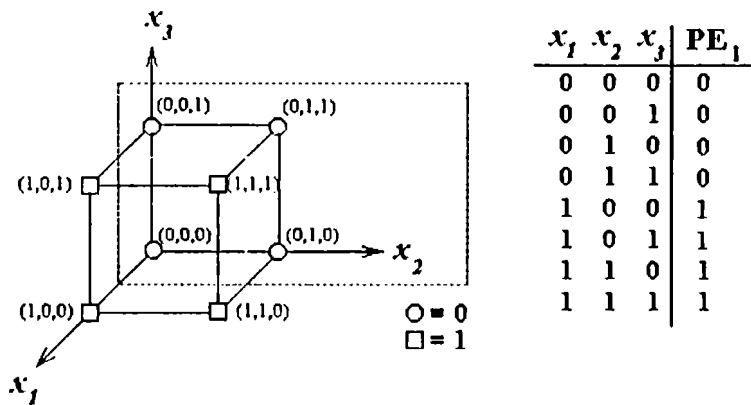 x3
(0,0,1) (0,1,1)
(1,0,1) (1,1,1)
(0,0,0) (0,1,0)
x2
(1,0,0) (1,1,0)
x1
○ = 0
□ = 1
x1 x2 x3 PE1
0 0 0 0
0 0 1 0
0 1 0 0
0 1 1 0
1 0 0 1
1 0 1 1
1 1 0 1
1 1 1 1